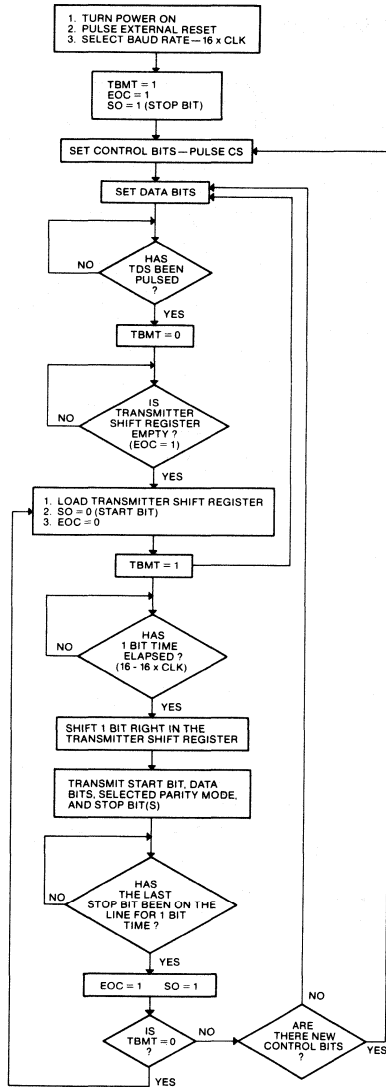 1. TURN POWER ON
2. PULSE EXTERNAL RESET
3. SELECT BAUD RATE—16 x CLK
TBMT = 1
EOC = 1
SO = 1 (STOP BIT)
SET CONTROL BITS—PULSE CS
SET DATA BITS
HAS
TDS BEEN
PULSED
?
NO
YES
TBMT = 0
IS
TRANSMITTER
SHIFT REGISTER
EMPTY ?
(EOC = 1)
NO
YES
1. LOAD TRANSMITTER SHIFT REGISTER
2. SO = 0 (START BIT)
3. EOC = 0
TBMT = 1
HAS
1 BIT TIME
ELAPSED ?
(16 - 16 x CLK)
NO
YES
SHIFT 1 BIT RIGHT IN THE
TRANSMITTER SHIFT REGISTER
TRANSMIT START BIT, DATA
BITS, SELECTED PARITY MODE,
AND STOP BIT(S)
HAS
THE LAST
STOP BIT BEEN ON THE
LINE FOR 1 BIT
TIME ?
NO
YES
EOC = 1 SO = 1
IS
TBMT = 0
?
NO
YES
ARE
THERE NEW
CONTROL BITS
?
NO
YES